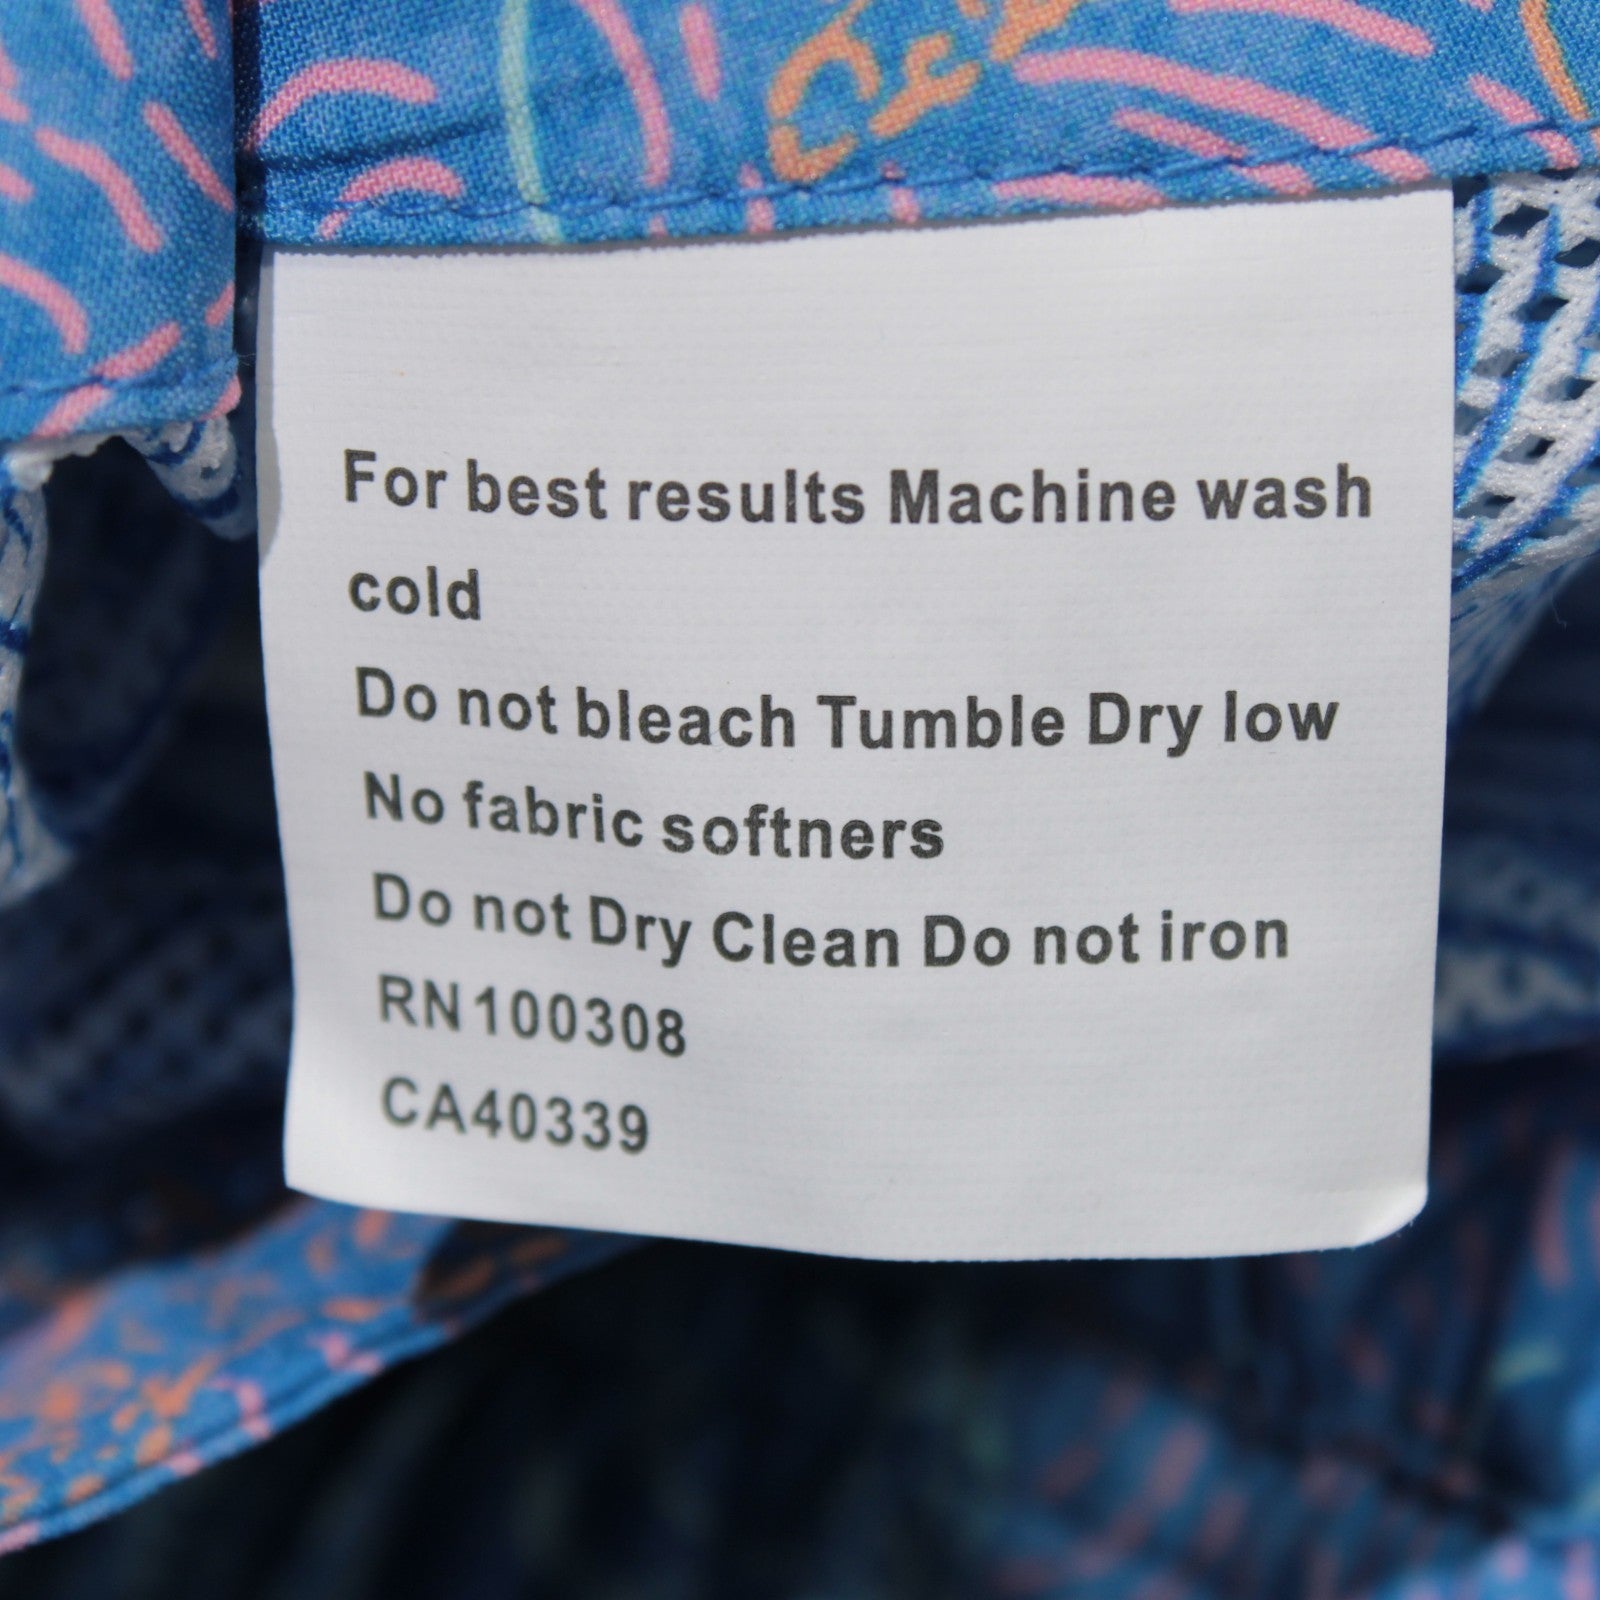 For best results Machine wash
cold
Do not bleach Tumble Dry low
No fabric softners
Do not Dry Clean Do not iron
RN100308
CA40339